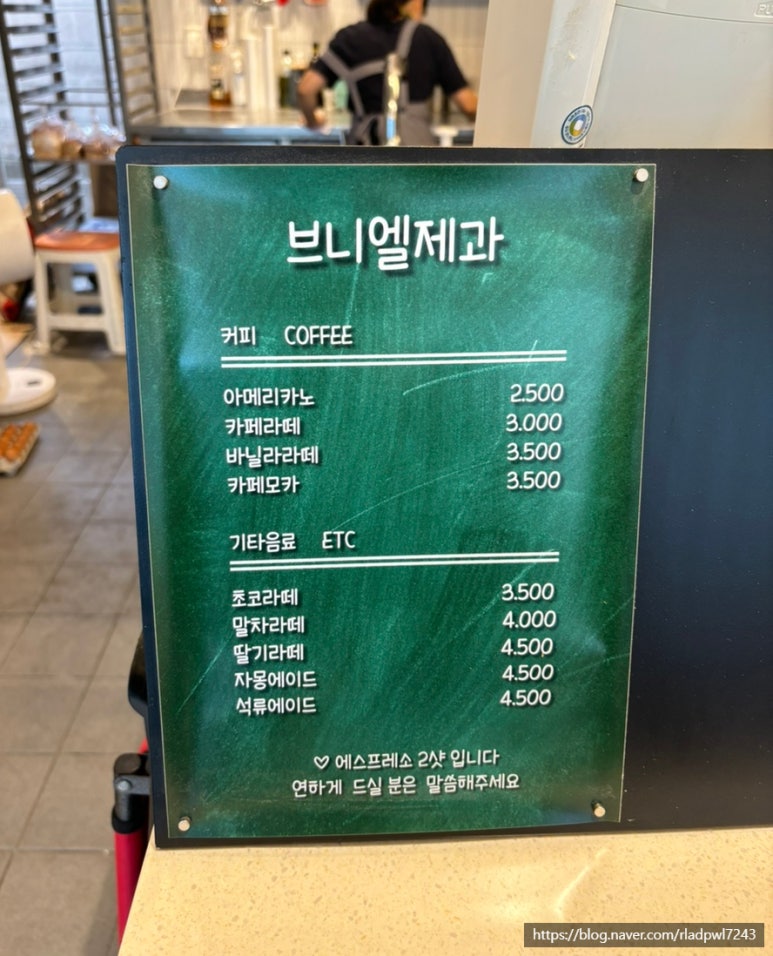 브니엘제과
커피 COFFEE
아메리카노 2.500
카페라떼 3.000
바닐라라떼 3.500
카페모카 3.500
기타음료 ETC
초코라떼 3.500
말차라떼 4.000
딸기라떼 4.500
자몽에이드 4.500
석류에이드 4.500
♡ 에스프레소 2샷 입니다
연하게 드실 분은 말씀해주세요
https://blog.naver.com/rladpwl7243